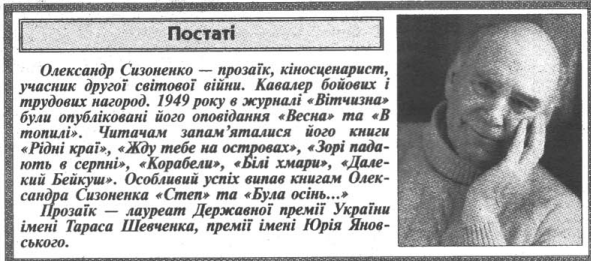 Постаті
Олександр Сизоненко — прозаїк, кіносценарист,
учасник другої світової війни. Кавалер бойових і
трудових нагород. 1949 року в журналі «Вітчизна»
були опубліковані його оповідання «Весна» та «В
топилі». Читачам запам'яталися його книги
«Рідні краї», «Жду тебе на островах», «Зорі пада-
ють в серпні», «Корабели», «Білі хмари», «Дале-
кий Бейкуш». Особливий успіх випав книгам Олек-
сандра Сизоненка «Степ» та «Була осінь...»
Прозаїк — лауреат Державної премії України
імені Тараса Шевченка, премії імені Юрія Янов-
ського.